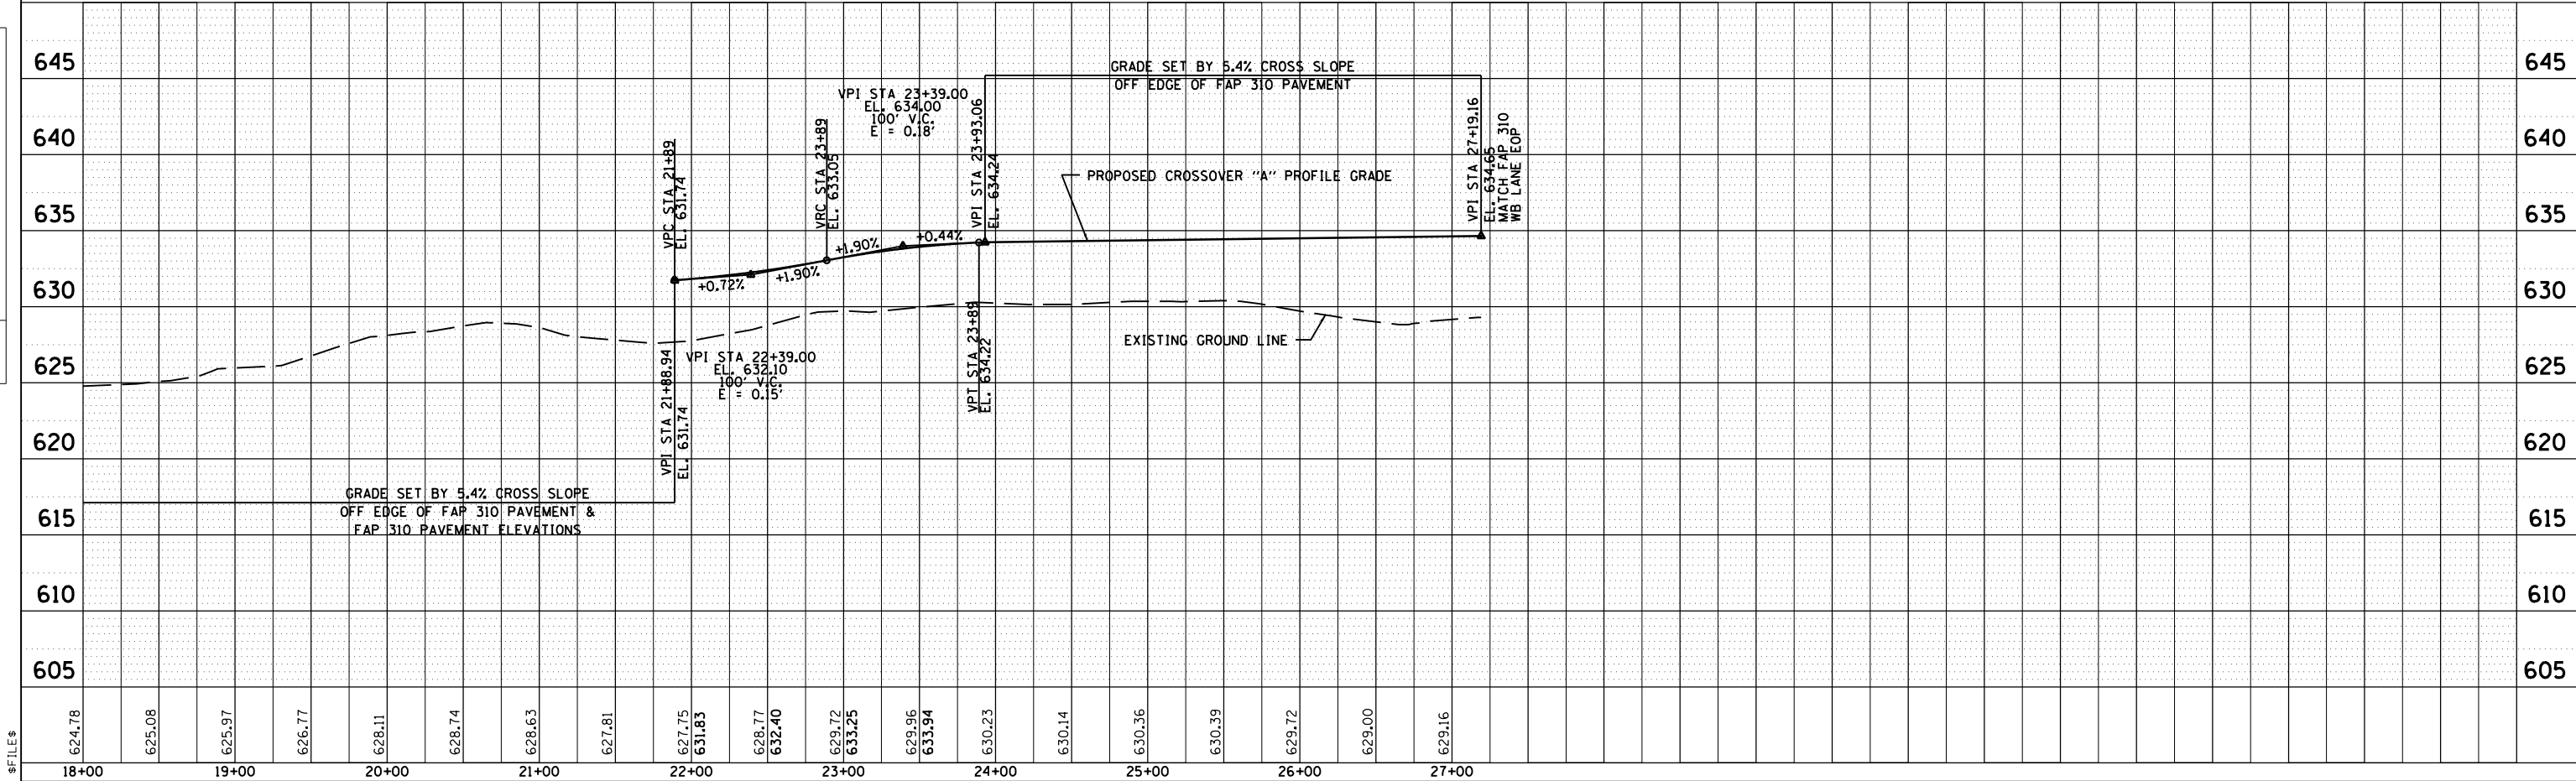 645
640
635
630
625
620
615
610
605
645
640
635
630
625
620
615
610
605
GRADE SET BY 5.4% CROSS SLOPE
OFF EDGE OF FAP 310 PAVEMENT
VPI STA 23+39.00
EL. 634.00
100' V.C.
E = 0.18'
VPC STA 21+89
EL. 631.74
VRC STA 23+89
EL. 633.05
VPI STA 23+93.06
EL. 634.24
VPI STA 27+19.16
EL. 634.65
MATCH FAP 310
WB LANE EOP
PROPOSED CROSSOVER "A" PROFILE GRADE
+0.72%
+1.90%
+1.90%
+0.44%
EXISTING GROUND LINE
VPI STA 21+88.94
EL. 631.74
VPI STA 22+39.00
EL. 632.10
100' V.C.
E = 0.15'
VPT STA 23+89
EL. 634.22
GRADE SET BY 5.4% CROSS SLOPE
OFF EDGE OF FAP 310 PAVEMENT &
FAP 310 PAVEMENT ELEVATIONS
624.78
625.08
625.97
626.77
628.11
628.74
628.63
627.81
627.75
631.83
628.77
632.40
629.72
633.25
629.96
633.94
630.23
630.14
630.36
630.39
629.72
629.00
629.16
18+00
19+00
20+00
21+00
22+00
23+00
24+00
25+00
26+00
27+00
$FILE$